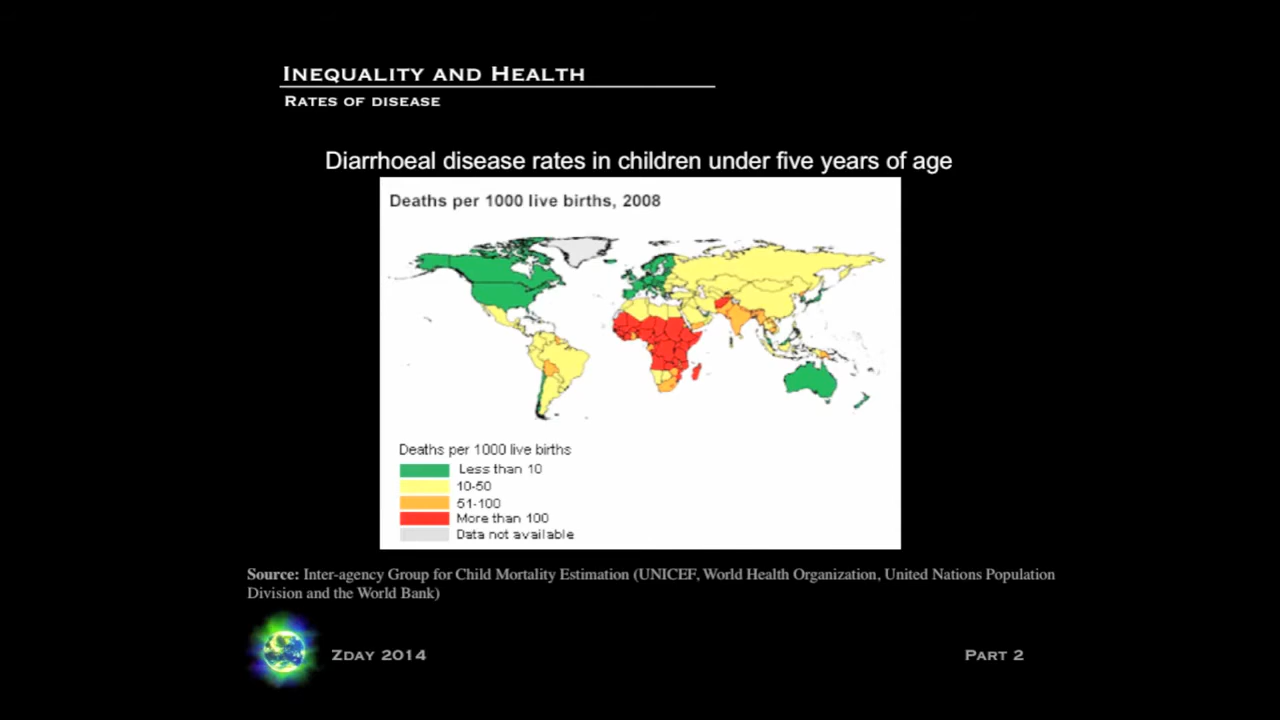 Inequality and Health
Rates of disease
Diarrhoeal disease rates in children under five years of age
Deaths per 1000 live births, 2008
Deaths per 1000 live births
Less than 10
10-50
51-100
More than 100
Data not available
Source: Inter-agency Group for Child Mortality Estimation (UNICEF, World Health Organization, United Nations Population
Division and the World Bank)
Zday 2014
Part 2